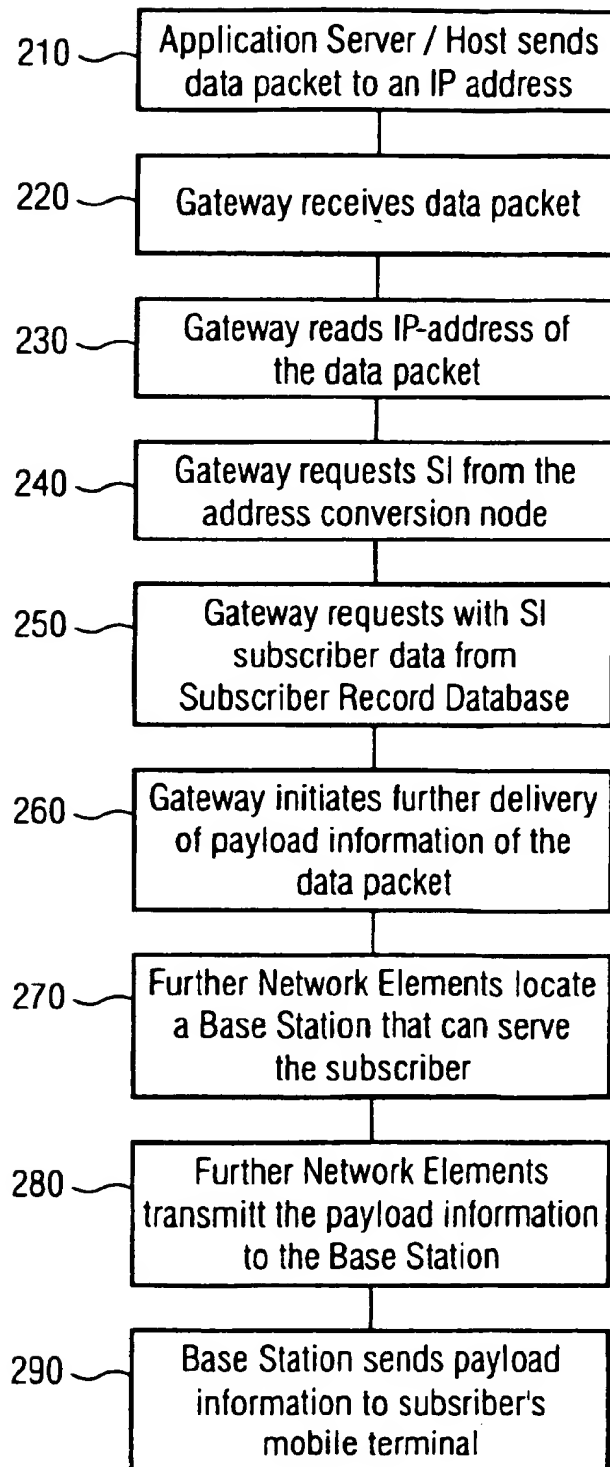 210
Application Server / Host sends
data packet to an IP address
220
Gateway receives data packet
230
Gateway reads IP-address of
the data packet
240
Gateway requests SI from the
address conversion node
250
Gateway requests with SI
subscriber data from
Subscriber Record Database
260
Gateway initiates further delivery
of payload information of the
data packet
270
Further Network Elements locate
a Base Station that can serve
the subscriber
280
Further Network Elements
transmitt the payload information
to the Base Station
290
Base Station sends payload
information to subsriber's
mobile terminal